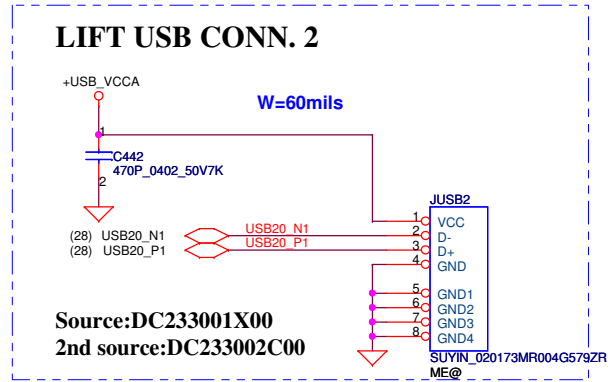 LIFT USB CONN. 2
+USB_VCCA
W=60mils
1
C442
470P_0402_50V7K
2
JUSB2
1 VCC
(28) USB20_N1 USB20_N1 2 D-
(28) USB20_P1 USB20_P1 3 D+
4 GND
5 GND1
6 GND2
7 GND3
8 GND4
Source:DC233001X00
2nd source:DC233002C00
SUYIN_020173MR004G579ZR
ME@